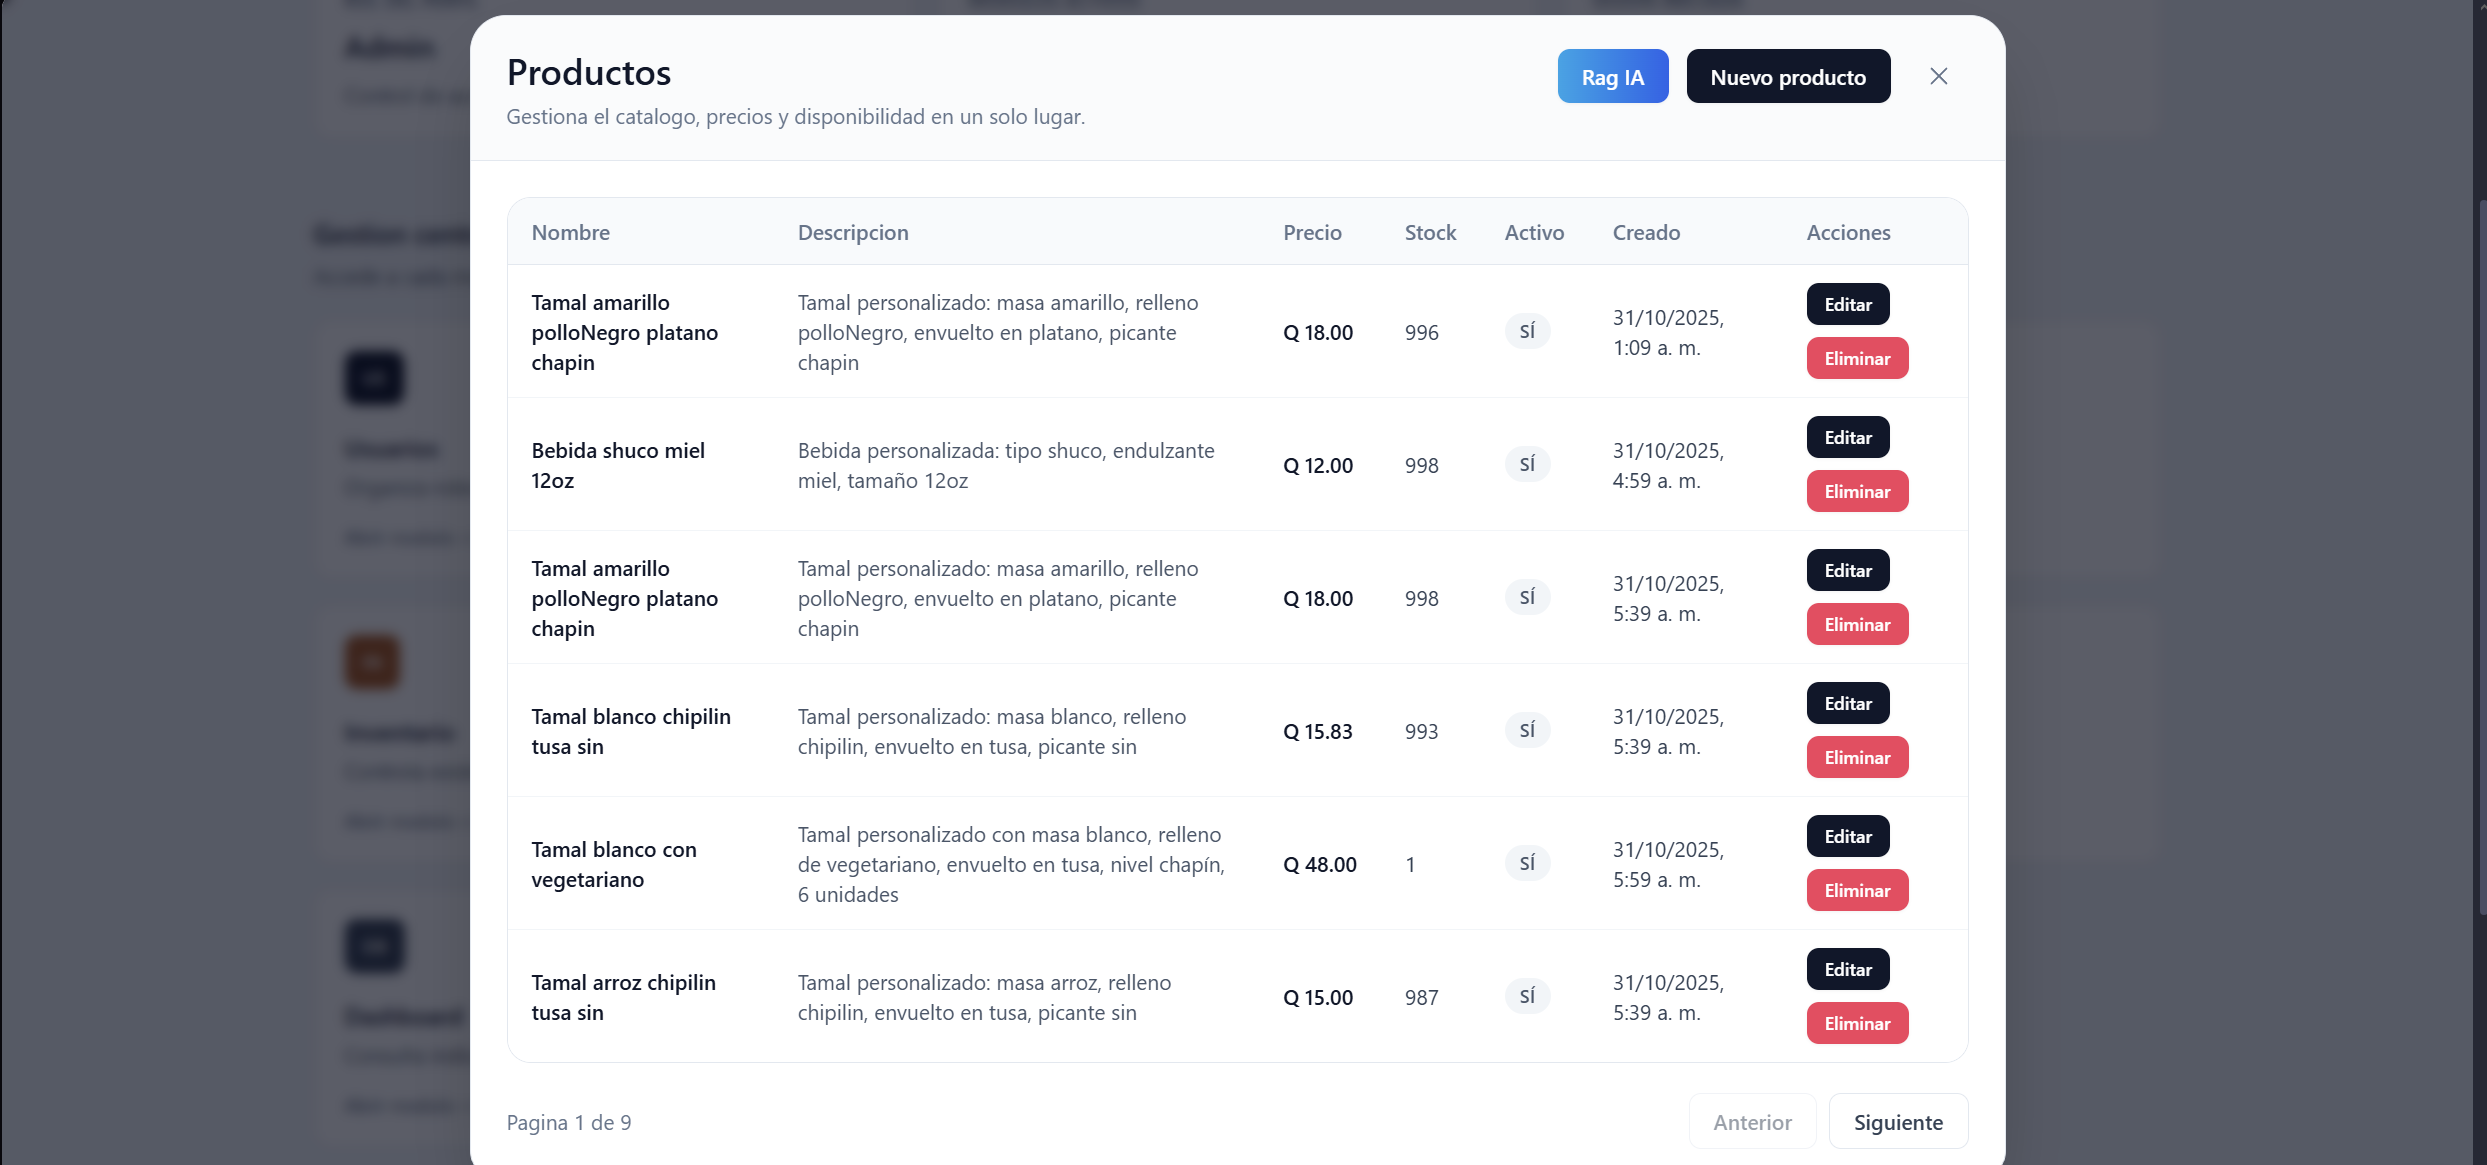 Admin
Productos
Rag IA
Nuevo producto
Gestiona el catalogo, precios y disponibilidad en un solo lugar.
Nombre
Descripcion
Precio
Stock
Activo
Creado
Acciones
Tamal amarillo
polloNegro platano
chapin
Tamal personalizado: masa amarillo, relleno
polloNegro, envuelto en platano, picante
chapin
Q 18.00
996
SÍ
31/10/2025,
1:09 a. m.
Editar
Eliminar
Bebida shuco miel
12oz
Bebida personalizada: tipo shuco, endulzante
miel, tamaño 12oz
Q 12.00
998
SÍ
31/10/2025,
4:59 a. m.
Editar
Eliminar
Tamal amarillo
polloNegro platano
chapin
Tamal personalizado: masa amarillo, relleno
polloNegro, envuelto en platano, picante
chapin
Q 18.00
998
SÍ
31/10/2025,
5:39 a. m.
Editar
Eliminar
Tamal blanco chipilin
tusa sin
Tamal personalizado: masa blanco, relleno
chipilin, envuelto en tusa, picante sin
Q 15.83
993
SÍ
31/10/2025,
5:39 a. m.
Editar
Eliminar
Tamal blanco con
vegetariano
Tamal personalizado con masa blanco, relleno
de vegetariano, envuelto en tusa, nivel chapín,
6 unidades
Q 48.00
1
SÍ
31/10/2025,
5:59 a. m.
Editar
Eliminar
Tamal arroz chipilin
tusa sin
Tamal personalizado: masa arroz, relleno
chipilin, envuelto en tusa, picante sin
Q 15.00
987
SÍ
31/10/2025,
5:39 a. m.
Editar
Eliminar
Usuarios
Inventario
Dashboard
Pagina 1 de 9
Anterior
Siguiente